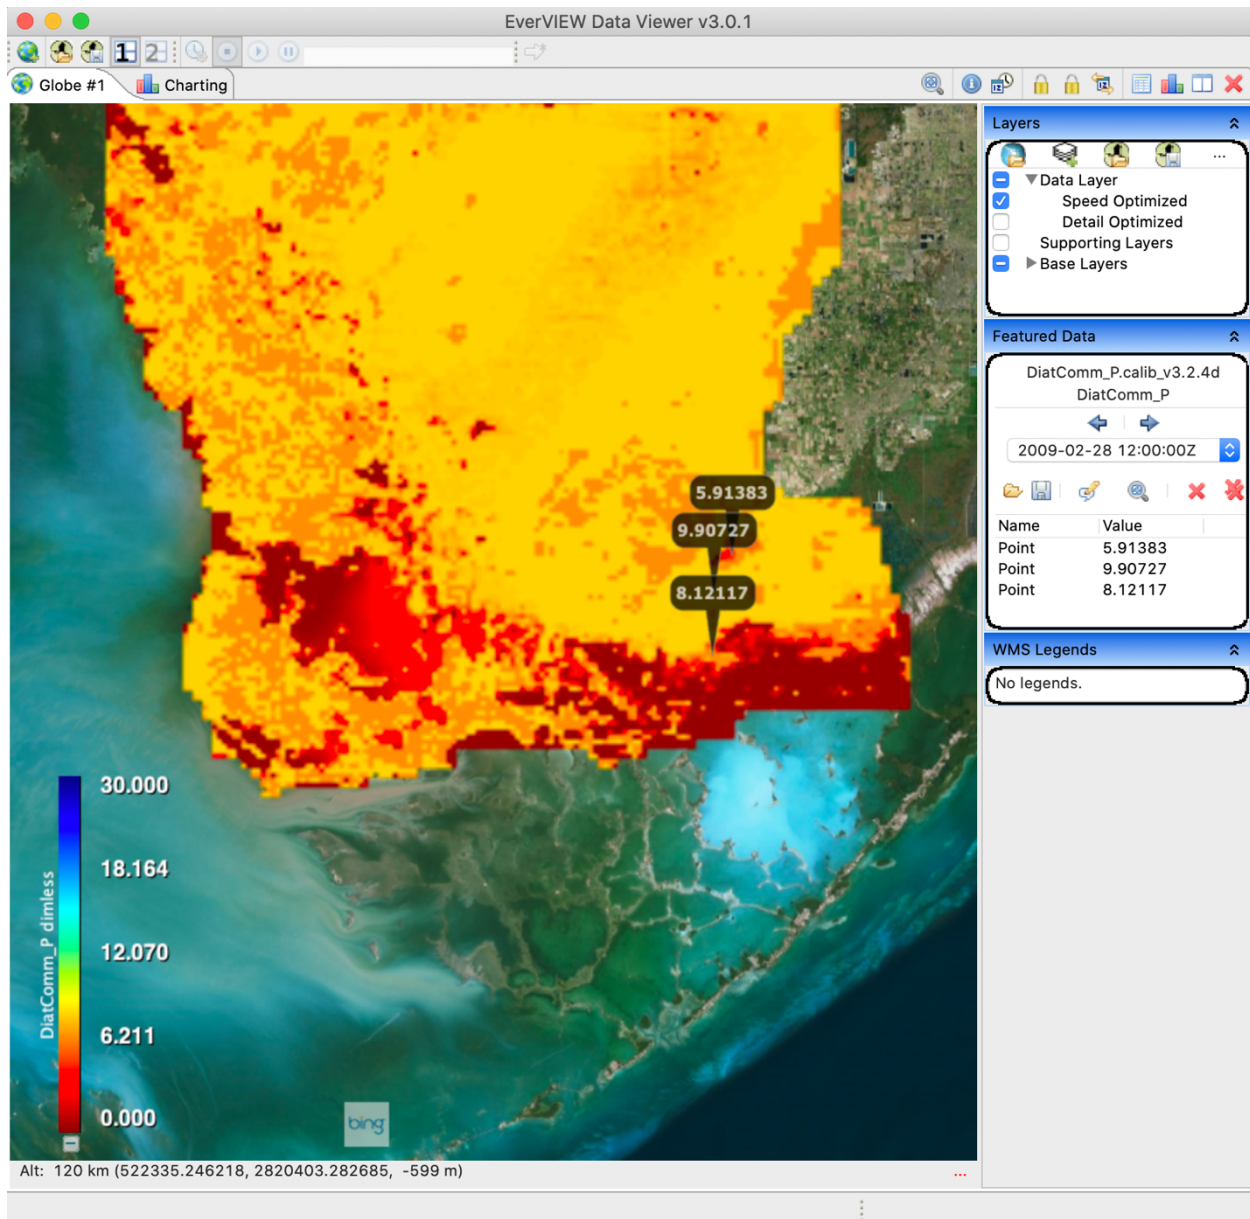 EverVIEW Data Viewer v3.0.1
1 2
Globe #1 Charting
Layers
...
Data Layer
Speed Optimized
Detail Optimized
Supporting Layers
Base Layers
Featured Data
DiatComm_P.calib_v3.2.4d
DiatComm_P
2009-02-28 12:00:00Z
Name Value
Point 5.91383
Point 9.90727
Point 8.12117
WMS Legends
No legends.
5.91383
9.90727
8.12117
DiatComm_P dimless
30.000
18.164
12.070
6.211
0.000
bing
Alt: 120 km (522335.246218, 2820403.282685, -599 m)
...